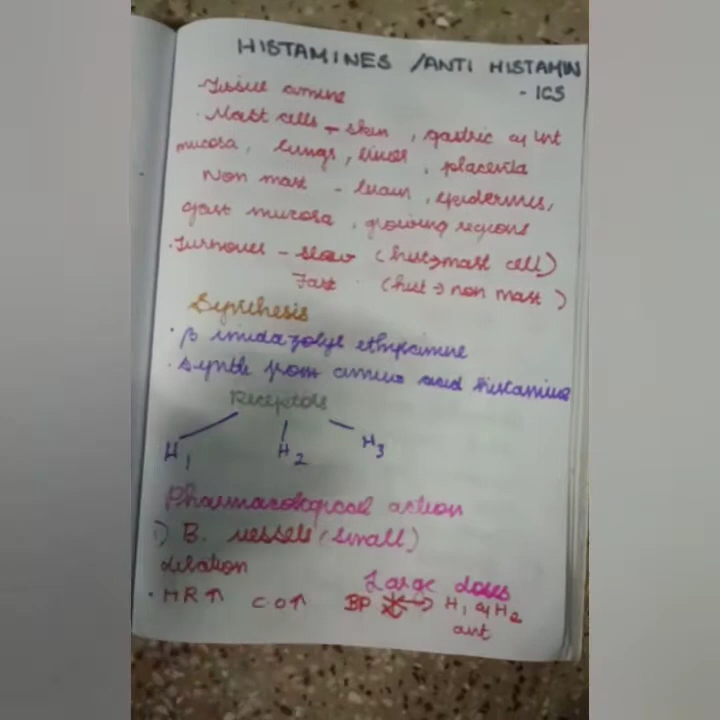 HISTAMINES /ANTI HISTAMIN
- ICS
- Tissue amine
. Mast cells - skin, gastric & int
mucosa, lungs, liver, placenta
Non mast - brain, epidermis,
gast mucosa, growing regions
. Turnover - slow (hist→mast cell)
Fast (hist → non mast)
Synthesis
. β imidazolyl ethylamine
. Synthe from amino acid histamine
Receptors
H1 H2 H3
Pharmacological action
1) B. vessels (small)
dilation
Large doses
. HR↑ C.O↑ BP H1 & H2
ant